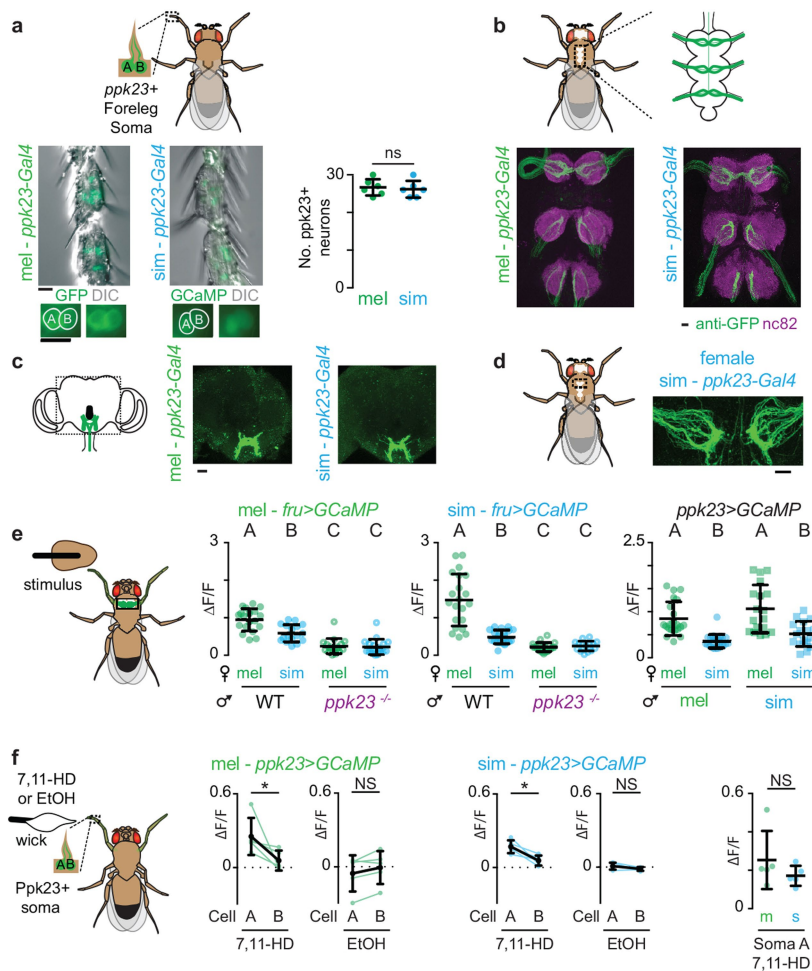 a
A B
ppk23+
Foreleg
Soma
mel - ppk23-Gal4
sim - ppk23-Gal4
GFP DIC
GCaMP DIC
A B
A B
30
0
No. ppk23+
neurons
ns
mel sim
b
mel - ppk23-Gal4
sim - ppk23-Gal4
anti-GFP nc82
c
mel - ppk23-Gal4
sim - ppk23-Gal4
d
female
sim - ppk23-Gal4
e
stimulus
mel - fru>GCaMP
A B C C
3
0
ΔF/F
♀ mel sim mel sim
♂ WT ppk23 -/-
sim - fru>GCaMP
A B C C
3
0
ΔF/F
♀ mel sim mel sim
♂ WT ppk23 -/-
ppk23>GCaMP
A B A B
2.5
0
ΔF/F
♀ mel sim mel sim
♂ mel sim
f
7,11-HD
or EtOH
wick
AB
Ppk23+
soma
mel - ppk23>GCaMP
0.6
ΔF/F
0
*
Cell A B
7,11-HD
0.6
ΔF/F
0
NS
Cell A B
EtOH
sim - ppk23>GCaMP
0.6
ΔF/F
0
*
Cell A B
7,11-HD
0.6
ΔF/F
0
NS
Cell A B
EtOH
0.6
ΔF/F
0
NS
m s
Soma A
7,11-HD